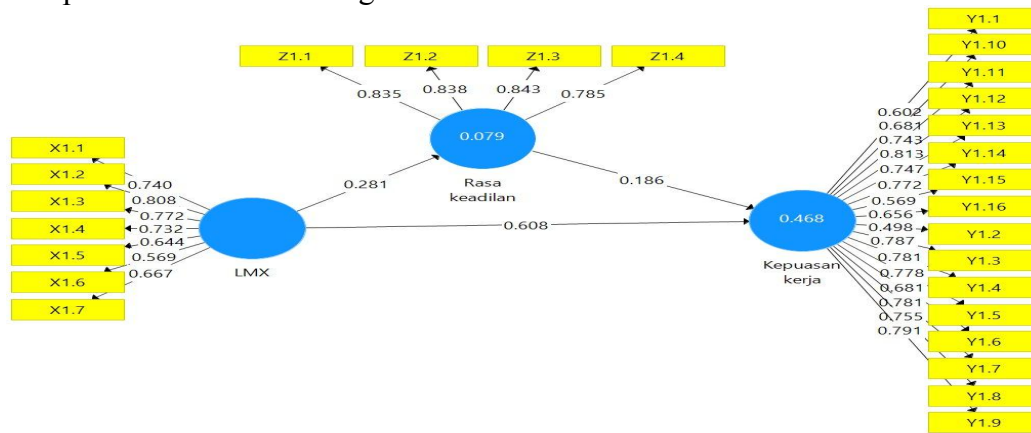 Y1.1
Z1.1 Z1.2 Z1.3 Z1.4
Y1.10
Y1.11
Y1.12
0.835 0.838 0.843 0.785
0.602
0.681
Y1.13
0.079
0.743
X1.1
0.813
Y1.14
X1.2
0.740
Rasa
keadilan
0.747
0.772
Y1.15
X1.3
0.808
0.281
0.186
0.569
Y1.16
X1.4
0.772
0.732
0.608
0.468
0.656
0.498
Y1.2
X1.5
0.644
0.787
Y1.3
0.569
LMX
Kepuasan
kerja
0.781
0.778
X1.6
0.667
0.681
Y1.4
X1.7
0.781
Y1.5
0.755
0.791
Y1.6
Y1.7
Y1.8
Y1.9